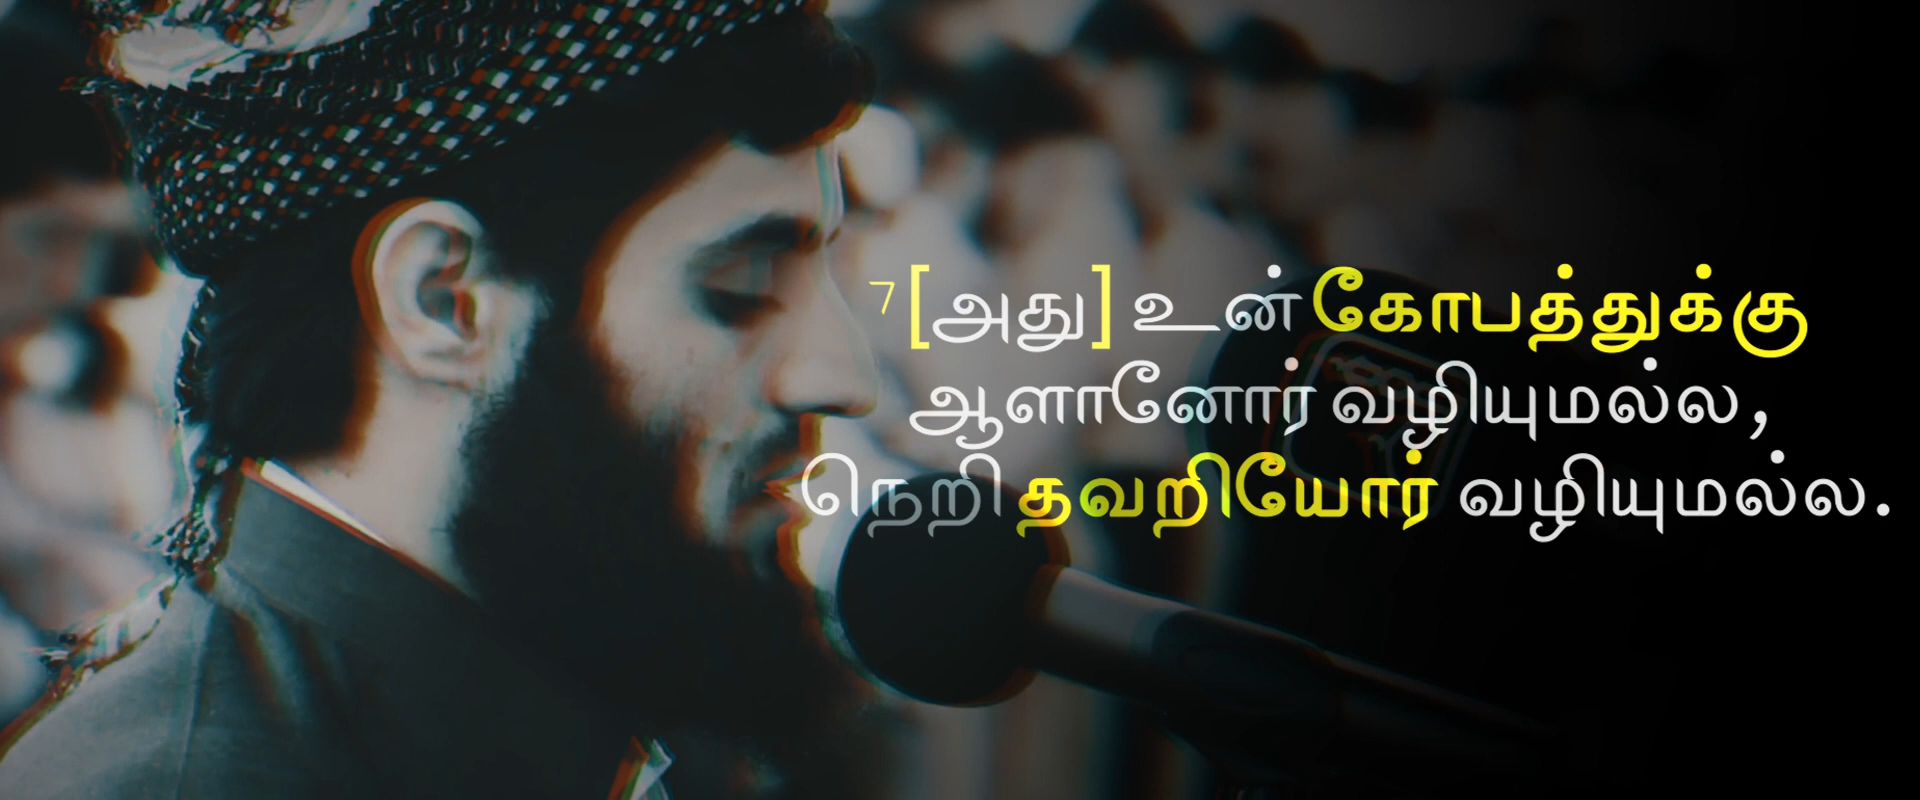 7 [அது] உன் கோபத்துக்கு
ஆளானோர் வழியுமல்ல,
நெறி தவறியோர் வழியுமல்ல.